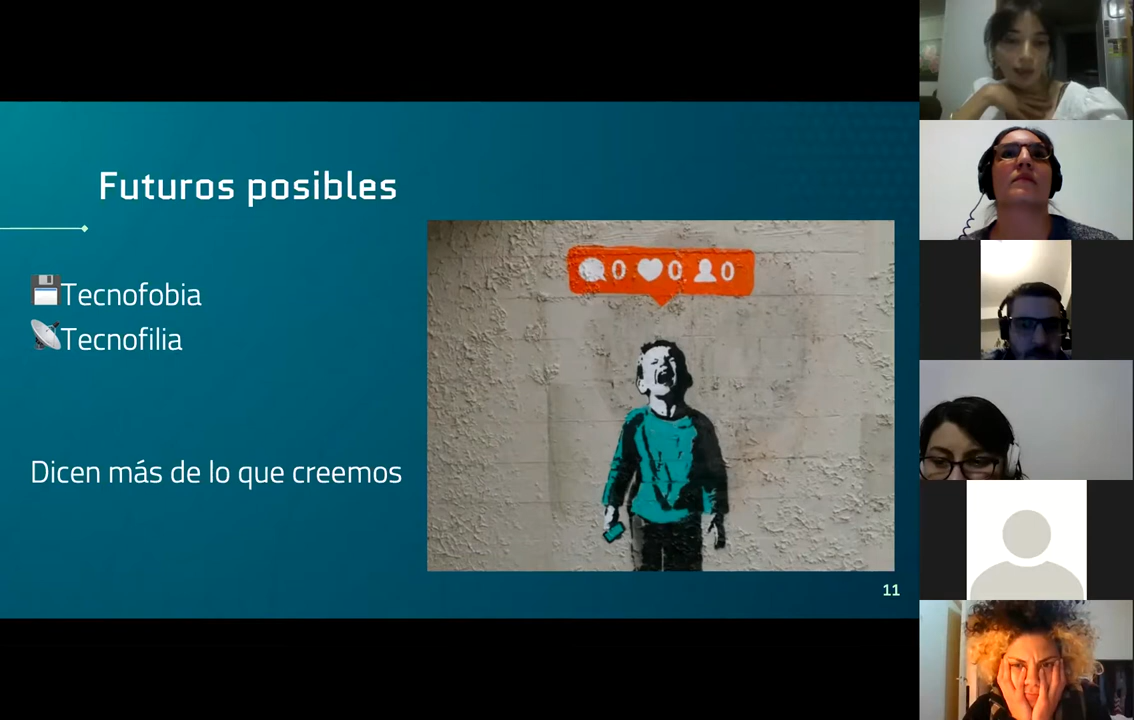 Futuros posibles
Tecnofobia
Tecnofilia
Dicen más de lo que creemos
0 0 0
11